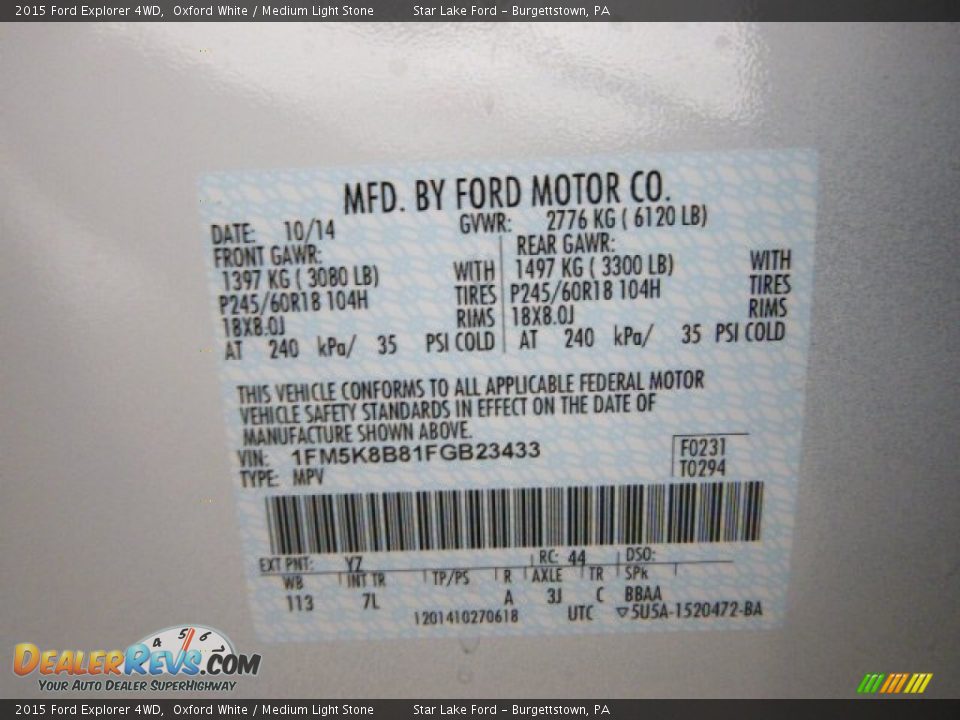 2015 Ford Explorer 4WD, Oxford White / Medium Light Stone Star Lake Ford – Burgettstown, PA
MFD. BY FORD MOTOR CO.
DATE: 10/14 GVWR: 2776 KG ( 6120 LB)
FRONT GAWR: REAR GAWR:
1397 KG ( 3080 LB) WITH 1497 KG ( 3300 LB) WITH
P245/60R18 104H TIRES P245/60R18 104H TIRES
18X8.0J RIMS 18X8.0J RIMS
AT 240 kPa/ 35 PSI COLD AT 240 kPa/ 35 PSI COLD
THIS VEHICLE CONFORMS TO ALL APPLICABLE FEDERAL MOTOR
VEHICLE SAFETY STANDARDS IN EFFECT ON THE DATE OF
MANUFACTURE SHOWN ABOVE.
VIN: 1FM5K8B81FGB23433 F0231
TYPE: MPV T0294
EXT PNT: YZ RC: 44 DSO:
WB INT TR TP/PS R AXLE TR SPK
113 7L A 3J C BBAA
1201410270618 UTC ▽5U5A-1520472-BA
4 5 6 7
DealerRevs.com
Your Auto Dealer SuperHighway
2015 Ford Explorer 4WD, Oxford White / Medium Light Stone Star Lake Ford – Burgettstown, PA